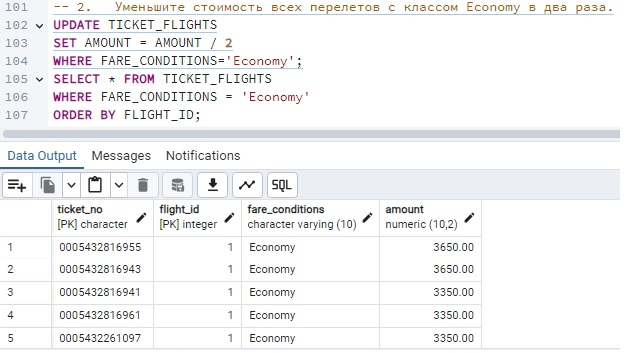 101 -- 2. Уменьшите стоимость всех перелетов с классом Economy в два раза.
102 UPDATE TICKET_FLIGHTS
103 SET AMOUNT = AMOUNT / 2
104 WHERE FARE_CONDITIONS='Economy';
105 SELECT * FROM TICKET_FLIGHTS
106 WHERE FARE_CONDITIONS = 'Economy'
107 ORDER BY FLIGHT_ID;
Data Output Messages Notifications
SQL
ticket_no flight_id fare_conditions amount
[PK] character [PK] integer character varying (10) numeric (10,2)
1 0005432816955 1 Economy 3650.00
2 0005432816943 1 Economy 3650.00
3 0005432816941 1 Economy 3350.00
4 0005432816961 1 Economy 3350.00
5 0005432261097 1 Economy 3350.00